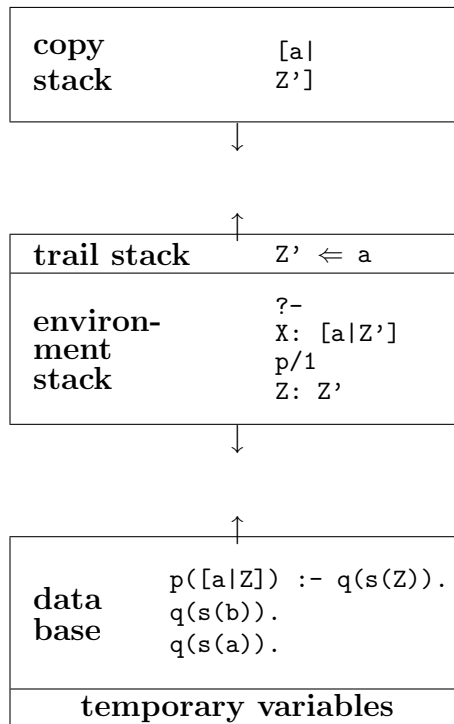 copy [a|
stack Z']
↓
↑
trail stack Z' ⇐ a
?-
environ- X: [a|Z']
ment p/1
stack Z: Z'
↓
↑
p([a|Z]) :- q(s(Z)).
data q(s(b)).
base q(s(a)).
temporary variables